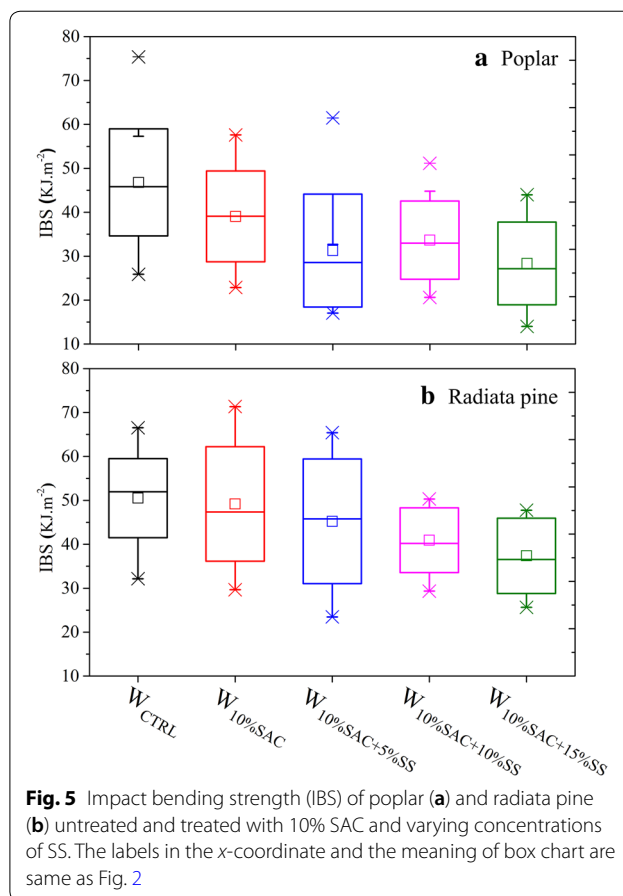 80
a Poplar
70
60
50
40
30
20
10
IBS (KJ.m⁻²)
80
b Radiata pine
70
60
50
40
30
20
10
IBS (KJ.m⁻²)
W CTRL
W 10%SAC
W 10%SAC+5%SS
W 10%SAC+10%SS
W 10%SAC+15%SS
Fig. 5 Impact bending strength (IBS) of poplar (a) and radiata pine
(b) untreated and treated with 10% SAC and varying concentrations
of SS. The labels in the x-coordinate and the meaning of box chart are
same as Fig. 2